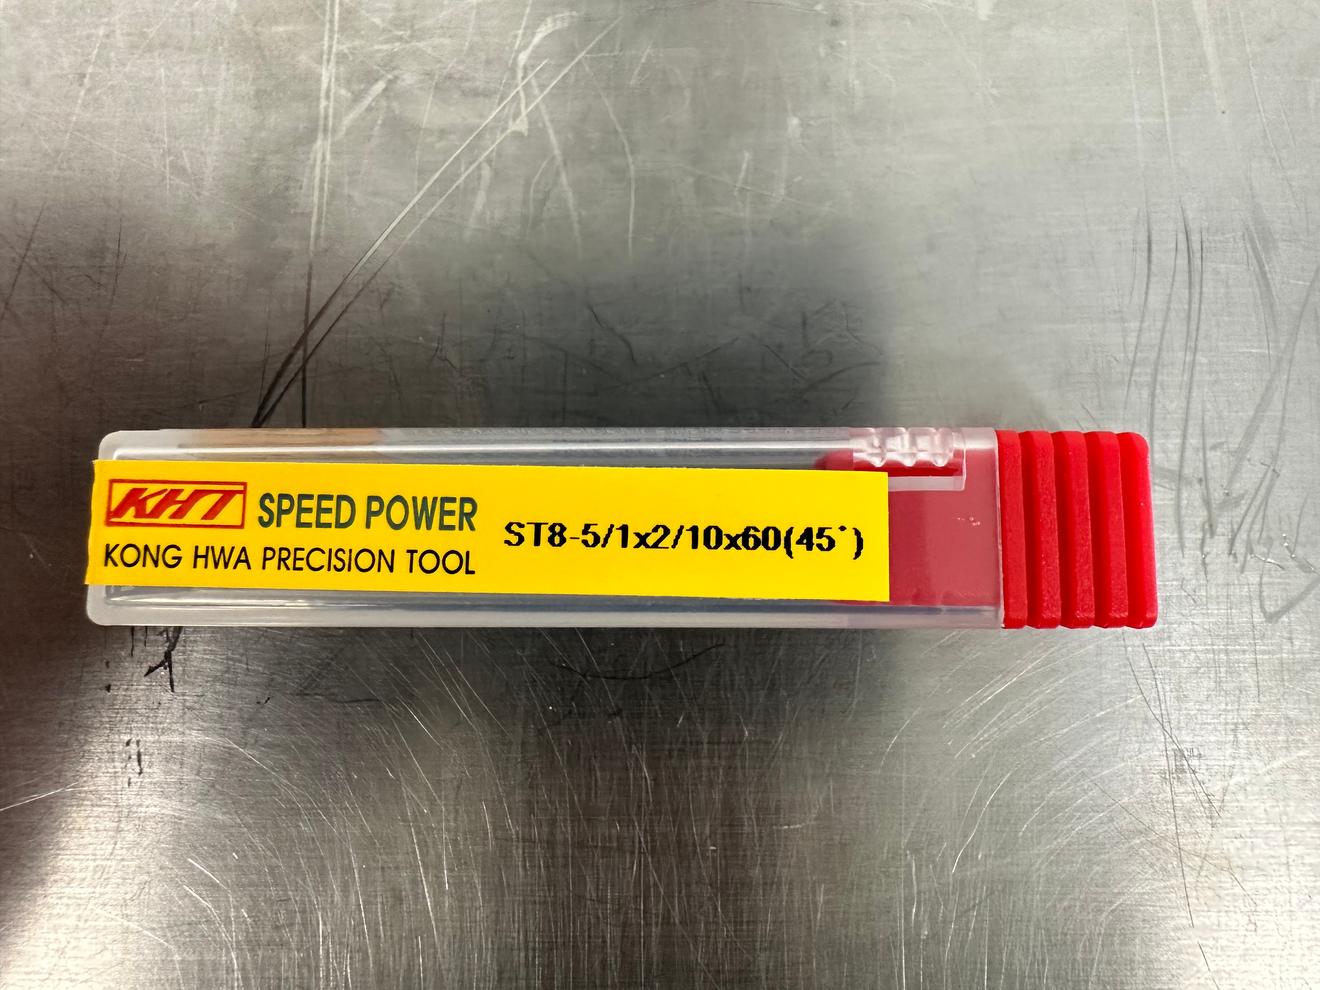 KHT SPEED POWER
KONG HWA PRECISION TOOL
ST8-5/1x2/10x60(45°)